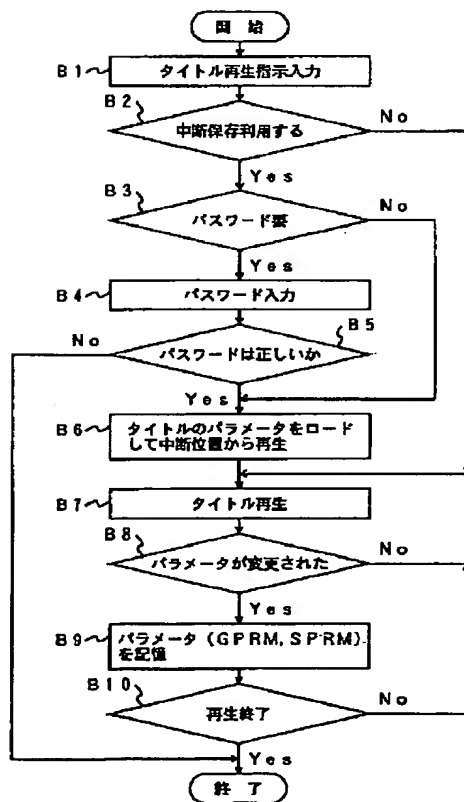 開 始
B1
タイトル再生指示入力
B2
中断保存利用する
No
Yes
B3
パスワード要
No
Yes
B4
パスワード入力
B5
No
パスワードは正しいか
Yes
B6
タイトルのパラメータをロード
して中断位置から再生
B7
タイトル再生
B8
パラメータが変更された
No
Yes
B9
パラメータ(GPRM, SPRM)
を記憶
B10
再生終了
No
Yes
終 了